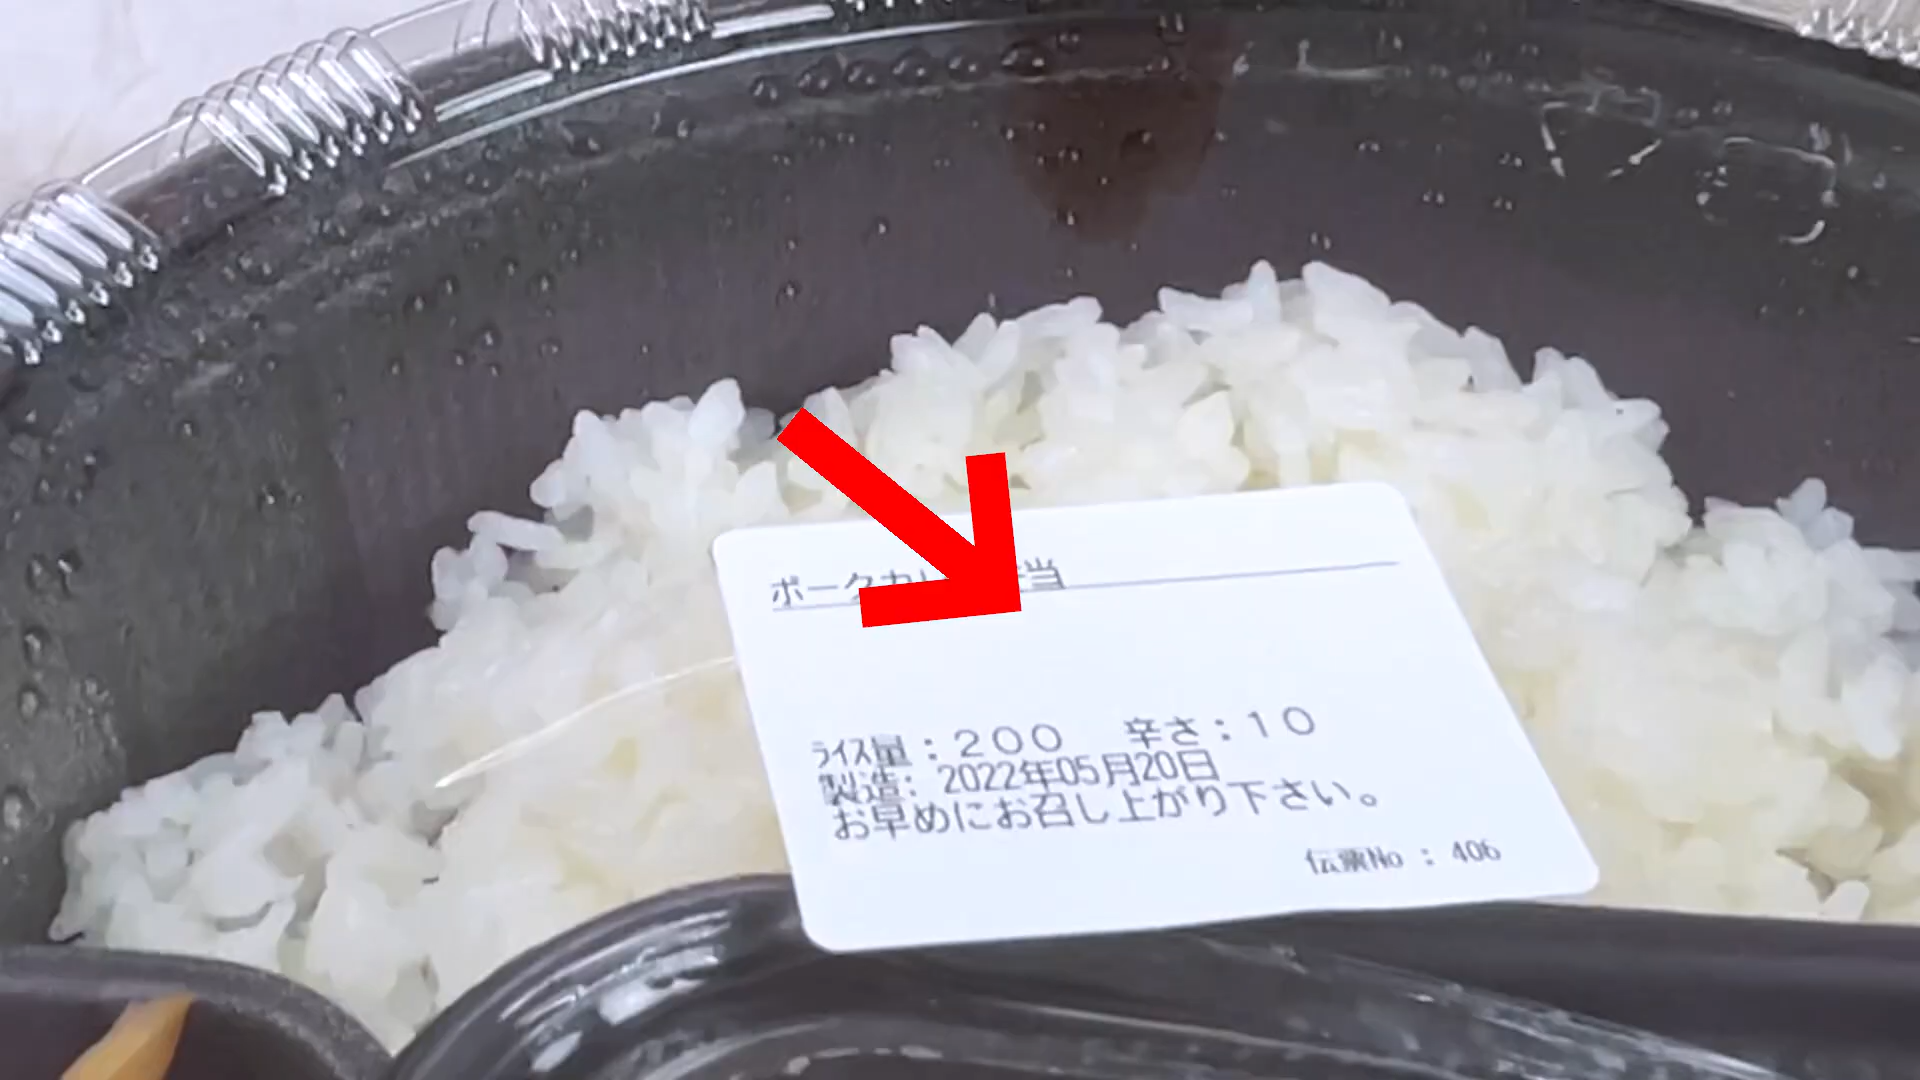 ポークカ 当
ﾗｲｽ量：２００ 辛さ：１０
製造：2022年05月20日
お早めにお召し上がり下さい。
伝票No：406